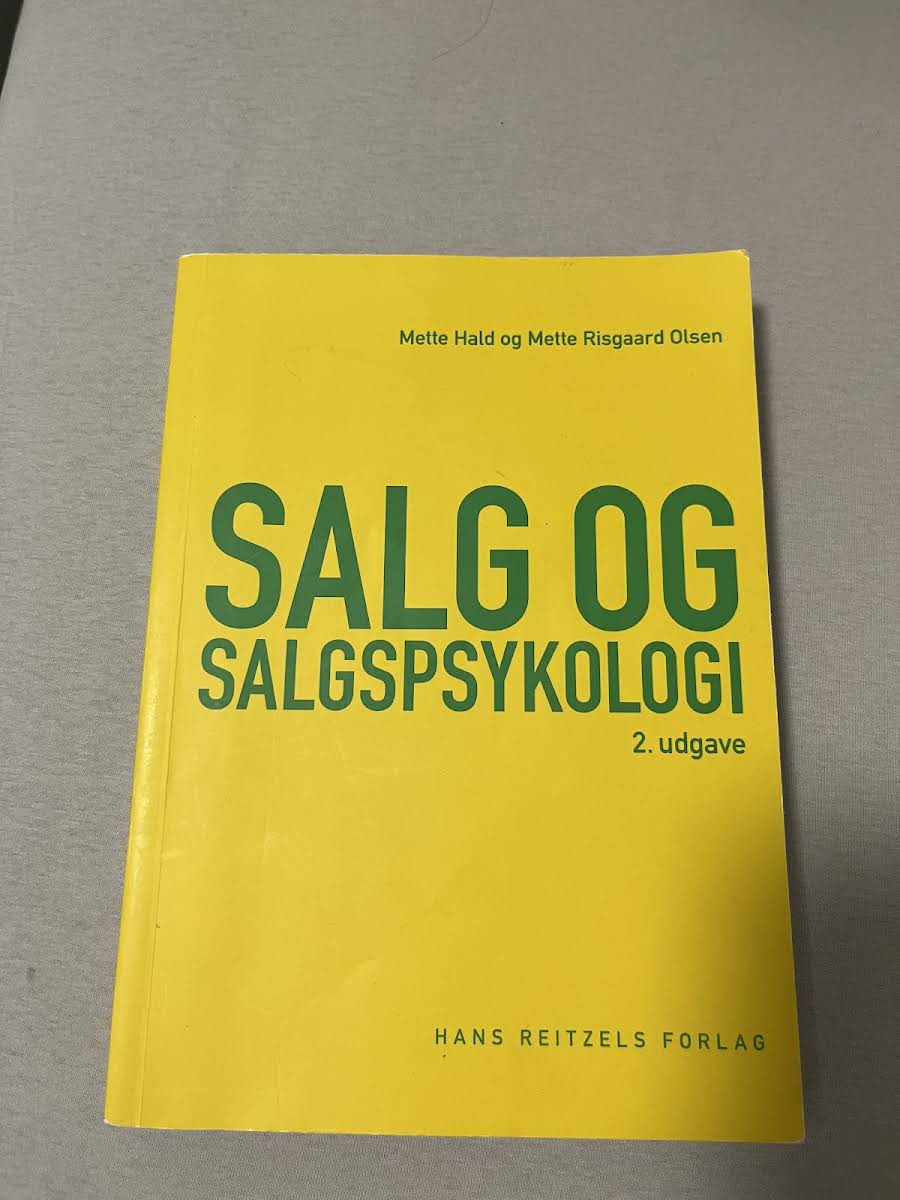 Mette Hald og Mette Risgaard Olsen
SALG OG
SALGSPSYKOLOGI
2. udgave
HANS REITZELS FORLAG